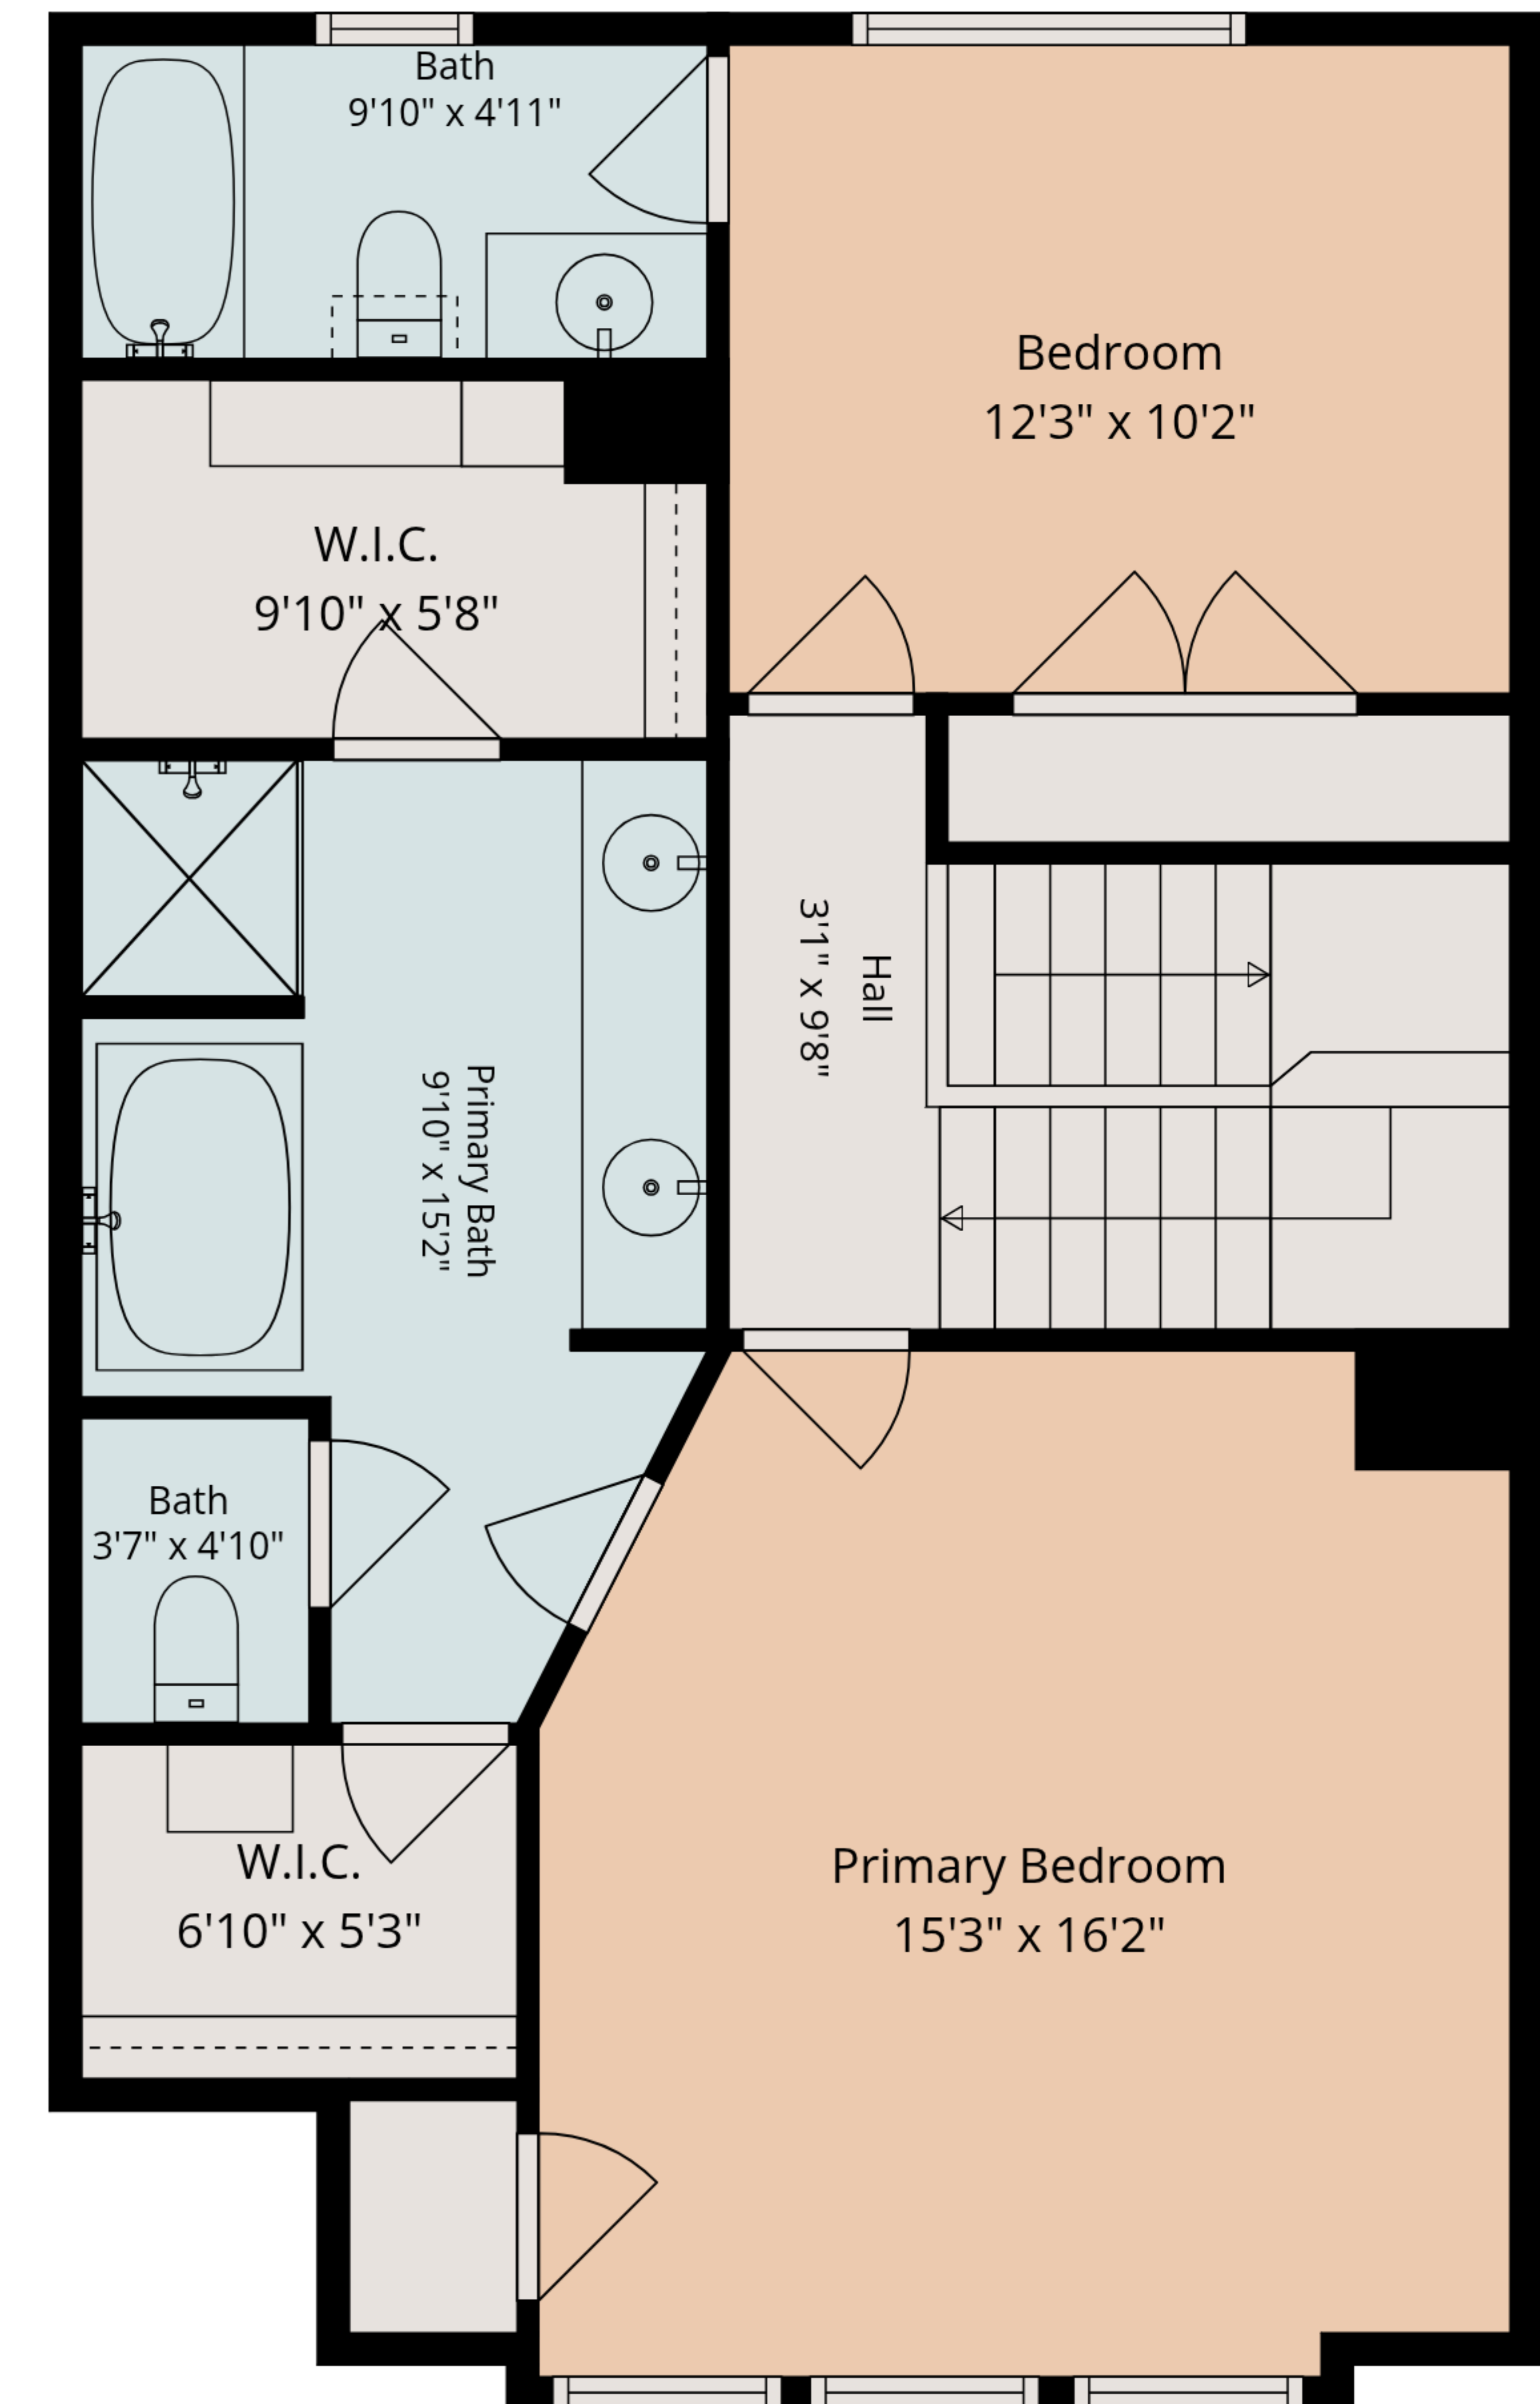 Bath
9'10" x 4'11"
Bedroom
12'3" x 10'2"
W.I.C.
9'10" x 5'8"
Hall
3'1" x 9'8"
Primary Bath
9'10" x 15'2"
Bath
3'7" x 4'10"
W.I.C.
6'10" x 5'3"
Primary Bedroom
15'3" x 16'2"